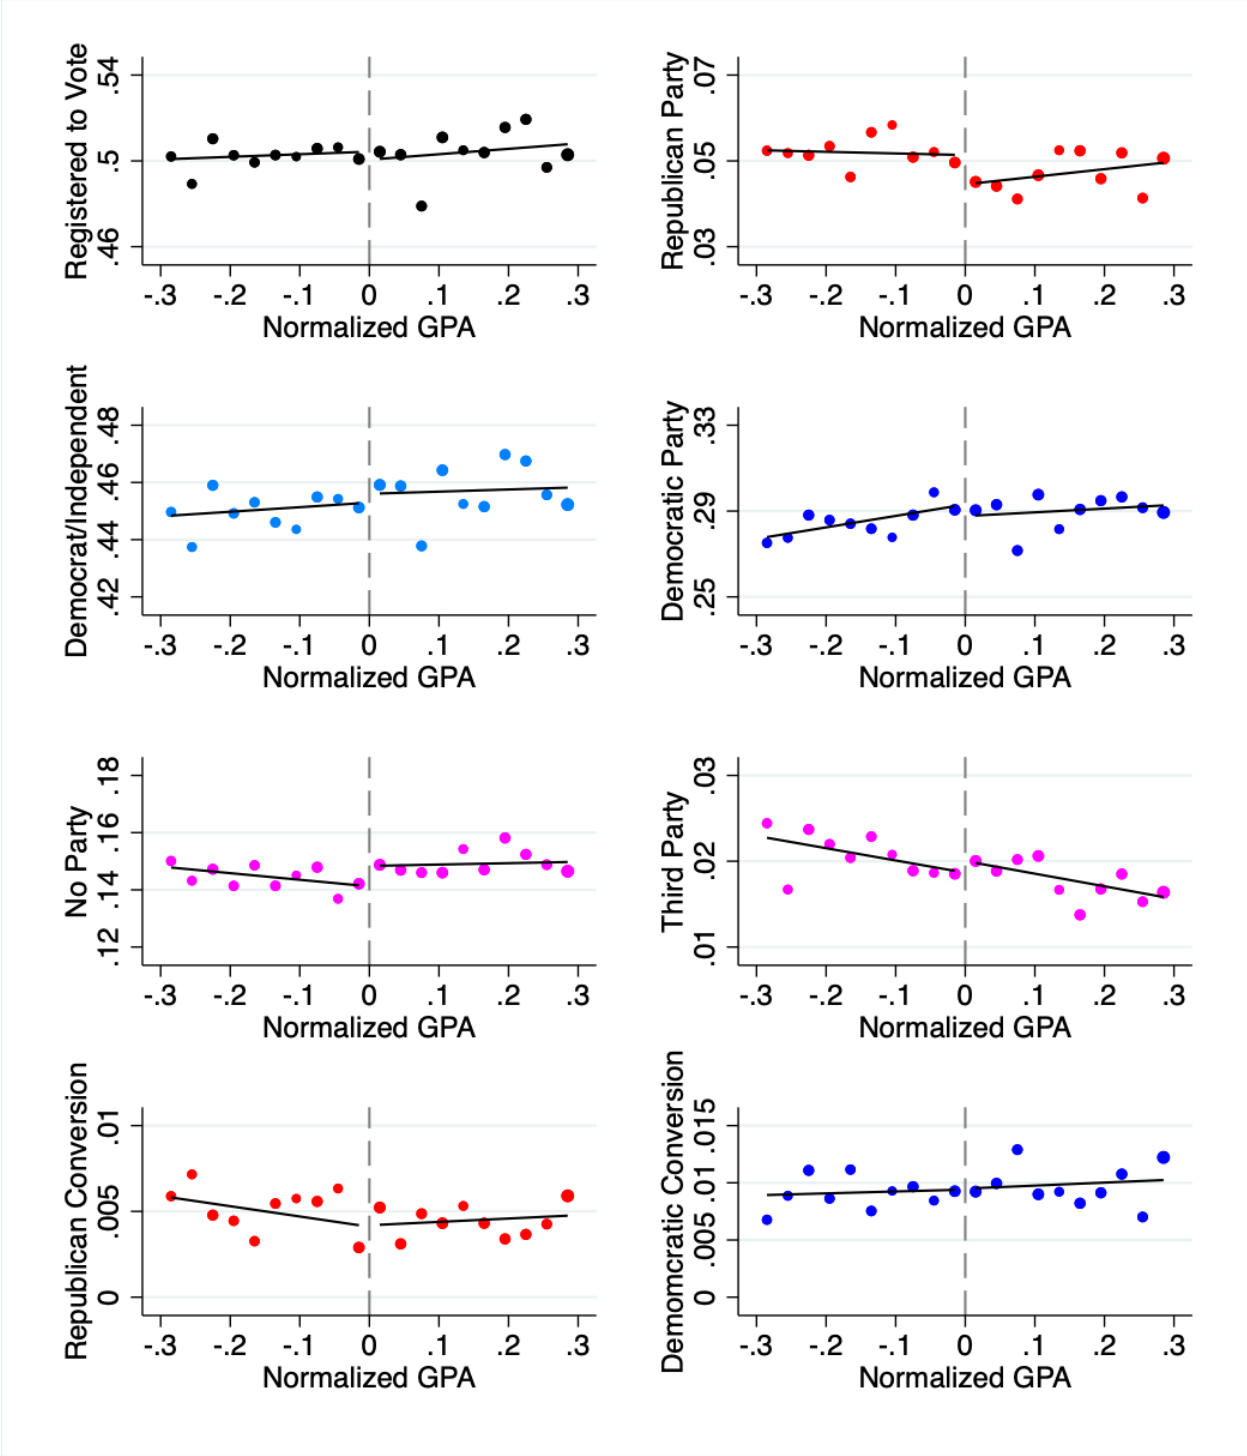 Registered to Vote
.54
.5
.46
-.3 -.2 -.1 0 .1 .2 .3
Normalized GPA
Republican Party
.07
.05
.03
-.3 -.2 -.1 0 .1 .2 .3
Normalized GPA
Democrat/Independent
.48
.46
.44
.42
-.3 -.2 -.1 0 .1 .2 .3
Normalized GPA
Democratic Party
.33
.29
.25
-.3 -.2 -.1 0 .1 .2 .3
Normalized GPA
No Party
.18
.16
.14
.12
-.3 -.2 -.1 0 .1 .2 .3
Normalized GPA
Third Party
.03
.02
.01
-.3 -.2 -.1 0 .1 .2 .3
Normalized GPA
Republican Conversion
.01
.005
0
-.3 -.2 -.1 0 .1 .2 .3
Normalized GPA
Demomcratic Conversion
.015
.01
.005
0
-.3 -.2 -.1 0 .1 .2 .3
Normalized GPA